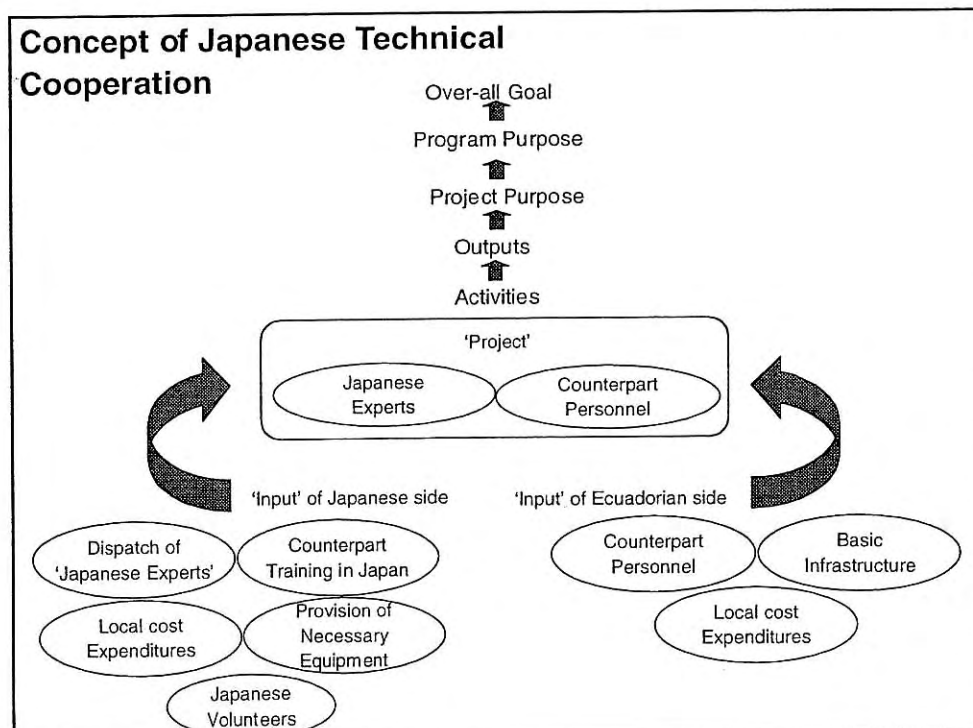 Concept of Japanese Technical
Cooperation
Over-all Goal
Program Purpose
Project Purpose
Outputs
Activities
'Project'
Japanese
Experts
Counterpart
Personnel
'Input' of Japanese side
Dispatch of
'Japanese Experts'
Counterpart
Training in Japan
Local cost
Expenditures
Provision of
Necessary
Equipment
Japanese
Volunteers
'Input' of Ecuadorian side
Counterpart
Personnel
Basic
Infrastructure
Local cost
Expenditures